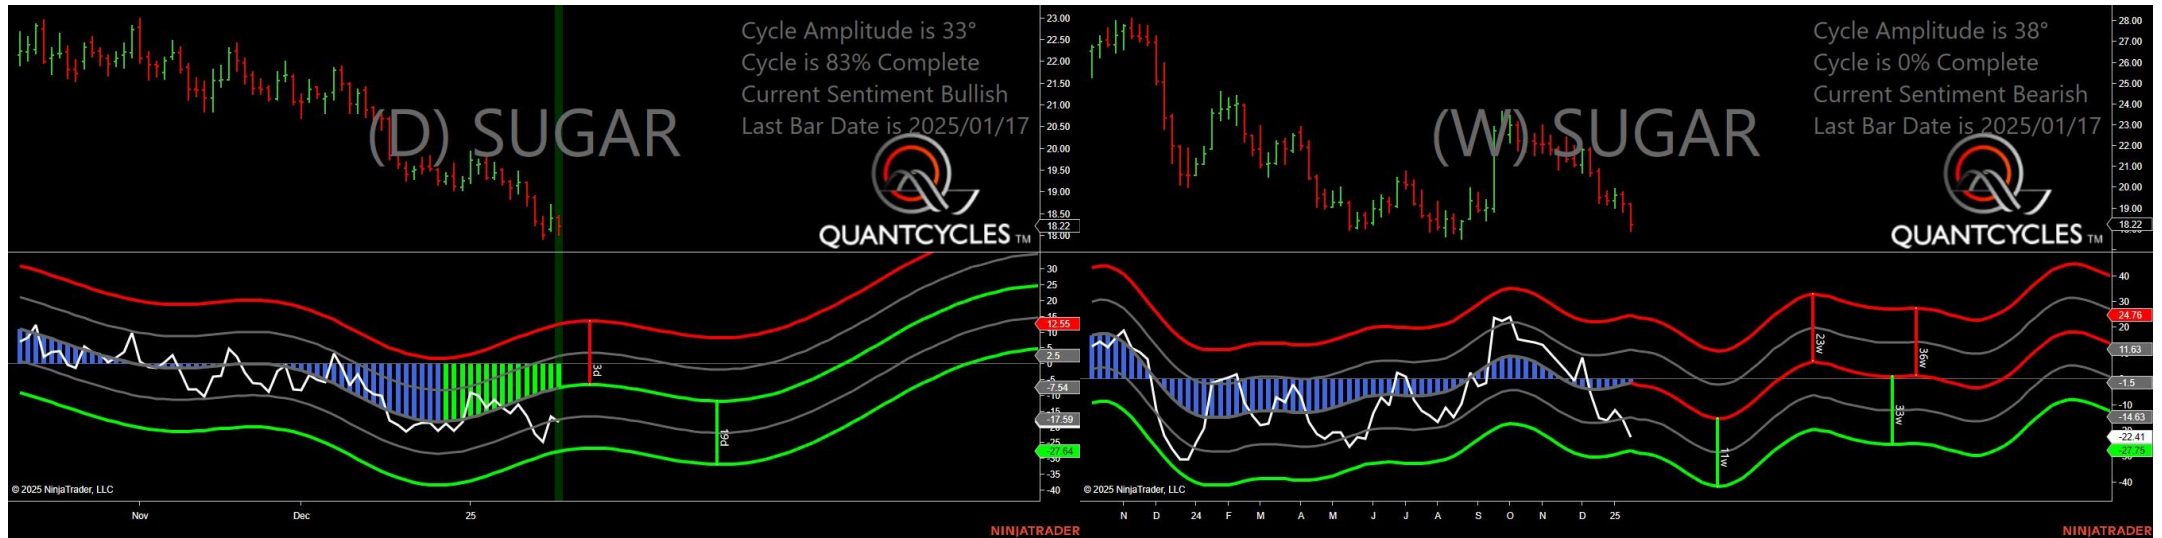 Cycle Amplitude is 33°
Cycle is 83% Complete
Current Sentiment Bullish
Last Bar Date is 2025/01/17
(D) SUGAR
QUANTCYCLES TM
23.00
22.50
22.00
21.50
21.00
20.50
20.00
19.50
19.00
18.50
18.22
18.00
30
25
20
15
12.55
10
2.5
-7.54
-10
-17.59
-25
-27.64
-35
-40
3d
19d
© 2025 NinjaTrader, LLC
Nov
Dec
25
NINJATRADER
Cycle Amplitude is 38°
Cycle is 0% Complete
Current Sentiment Bearish
Last Bar Date is 2025/01/17
(W) SUGAR
QUANTCYCLES TM
28.00
27.00
26.00
25.00
24.00
23.00
22.00
21.00
20.00
19.00
18.22
40
30
24.76
20
11.63
-1.5
-10
-14.63
-22.41
-27.75
-40
11w
23w
33w
36w
© 2025 NinjaTrader, LLC
N D 24 F M A M J J A S O N D 25
NINJATRADER